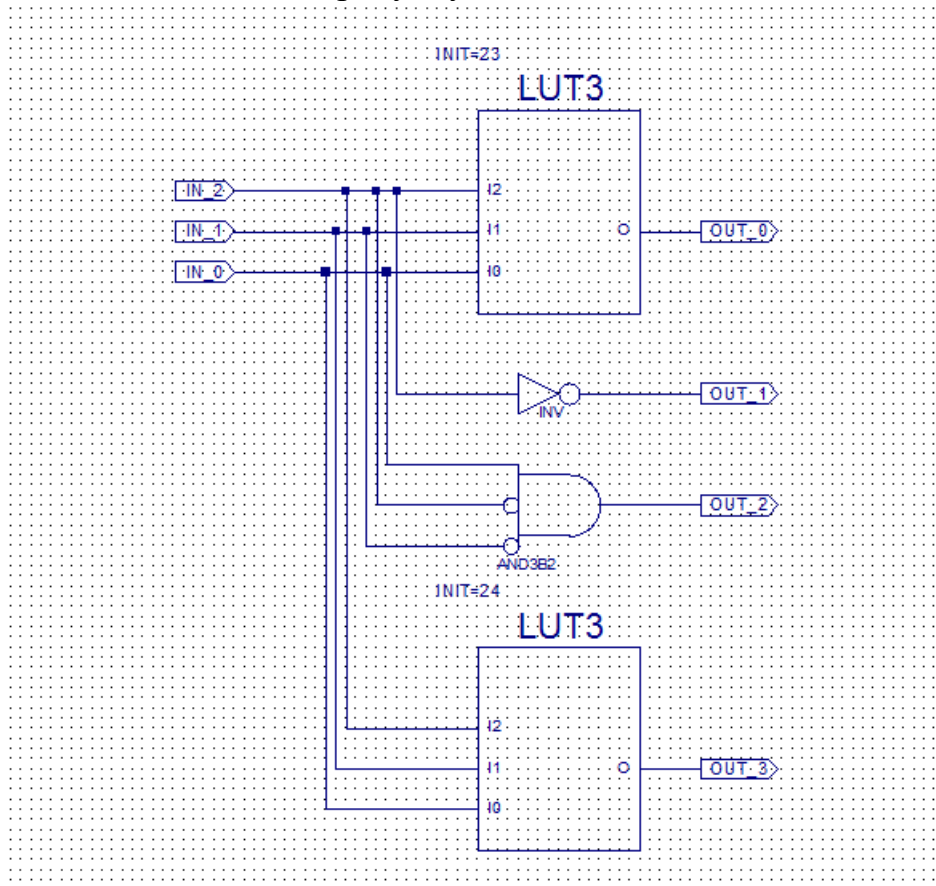 INIT=23
LUT3
IN_2
I2
IN_1
I1
O
OUT_0
IN_0
I0
OUT_1
INV
OUT_2
AND3B2
INIT=24
LUT3
I2
I1
O
OUT_3
I0